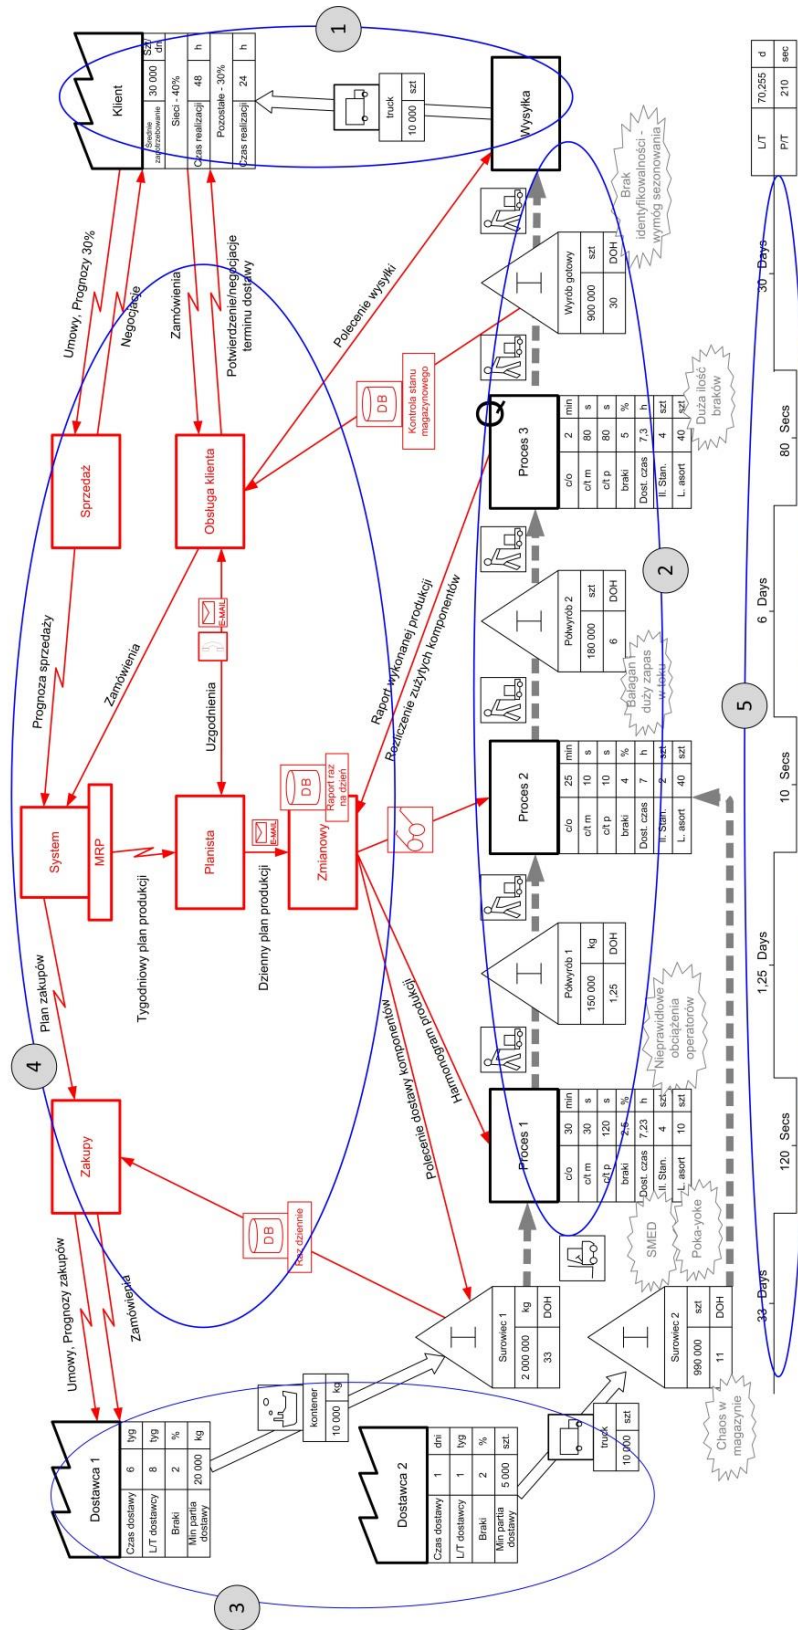 4
3
1
2
5
Dostawca 1
Czas dostawy 6 tyg
L/T dostawcy 8 tyg
Braki 2 %
Min partia dostawy 20 000 kg
Umowy, Prognozy zakupów
Zamówienia
Zakupy
Plan zakupów
System
MRP
Prognoza sprzedaży
Zamówienia
Sprzedaż
Umowy, Prognozy 30%
Negocjacje
Klient
Średnie zapotrzebowanie 30 000 Szt/dn
Sieci - 40%
Czas realizacji 48 h
Pozostałe - 30%
Czas realizacji 24 h
Tygodniowy plan produkcji
Planista
Uzgodnienia
E-MAIL
Obsługa klienta
Zamówienia
Potwierdzenie/negocjacje
terminu dostawy
Dzienny plan produkcji
E-MAIL
Zmianowy
DB
Raport raz
na dzień
DB
Raz dziennie
DB
Kontrola stanu
magazynowego
Polecenie wysyłki
truck
10 000 szt
kontener
10 000 kg
Polecenie dostawy komponentów
Harmonogram produkcji
Raport wykonanej produkcji
Rozliczenie zużytych komponentów
Dostawca 2
Czas dostawy 1 dni
L/T dostawcy 1 tyg
Braki 2 %
Min partia dostawy 5 000 szt.
truck
10 000 szt
I
Surowiec 1
2 000 000 kg
33 DOH
Proces 1
c/o 30 min
c/t m 30 s
c/t p 120 s
braki 2,5 %
Dost. czas 7,23 h
Il. Stan. 4 szt
L. asort 10 szt
I
Półwyrób 1
150 000 kg
1,25 DOH
Proces 2
c/o 25 min
c/t m 10 s
c/t p 10 s
braki 4 %
Dost. czas 7 h
Il. Stan. 2 szt
L. asort 40 szt
I
Półwyrób 2
180 000 szt
6 DOH
Q
Proces 3
c/o 2 min
c/t m 80 s
c/t p 80 s
braki 5 %
Dost. czas 7,3 h
Il. Stan. 4 szt
L. asort 40 szt
I
Wyrób gotowy
900 000 szt
30 DOH
Wysyłka
I
Surowiec 2
990 000 szt
11 DOH
Chaos w
magazynie
SMED
Poka-yoke
Nieprawidłowe
obciążenia
operatorów
Bałagan i
duży zapas
w toku
Duża ilość
braków
Brak
identyfikowalności -
wymóg sezonowania
33 Days
120 Secs
1,25 Days
10 Secs
6 Days
80 Secs
30 Days
L/T 70,255 d
P/T 210 sec